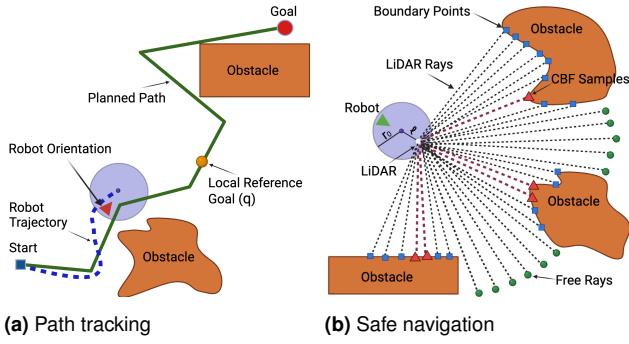 Goal
Obstacle
Planned Path
Robot Orientation
Local Reference
Goal (q)
Robot
Trajectory
Start
Obstacle
(a) Path tracking
Boundary Points
Obstacle
LiDAR Rays
CBF Samples
Robot
r₀
ℓ
LiDAR
Obstacle
Obstacle
Free Rays
(b) Safe navigation